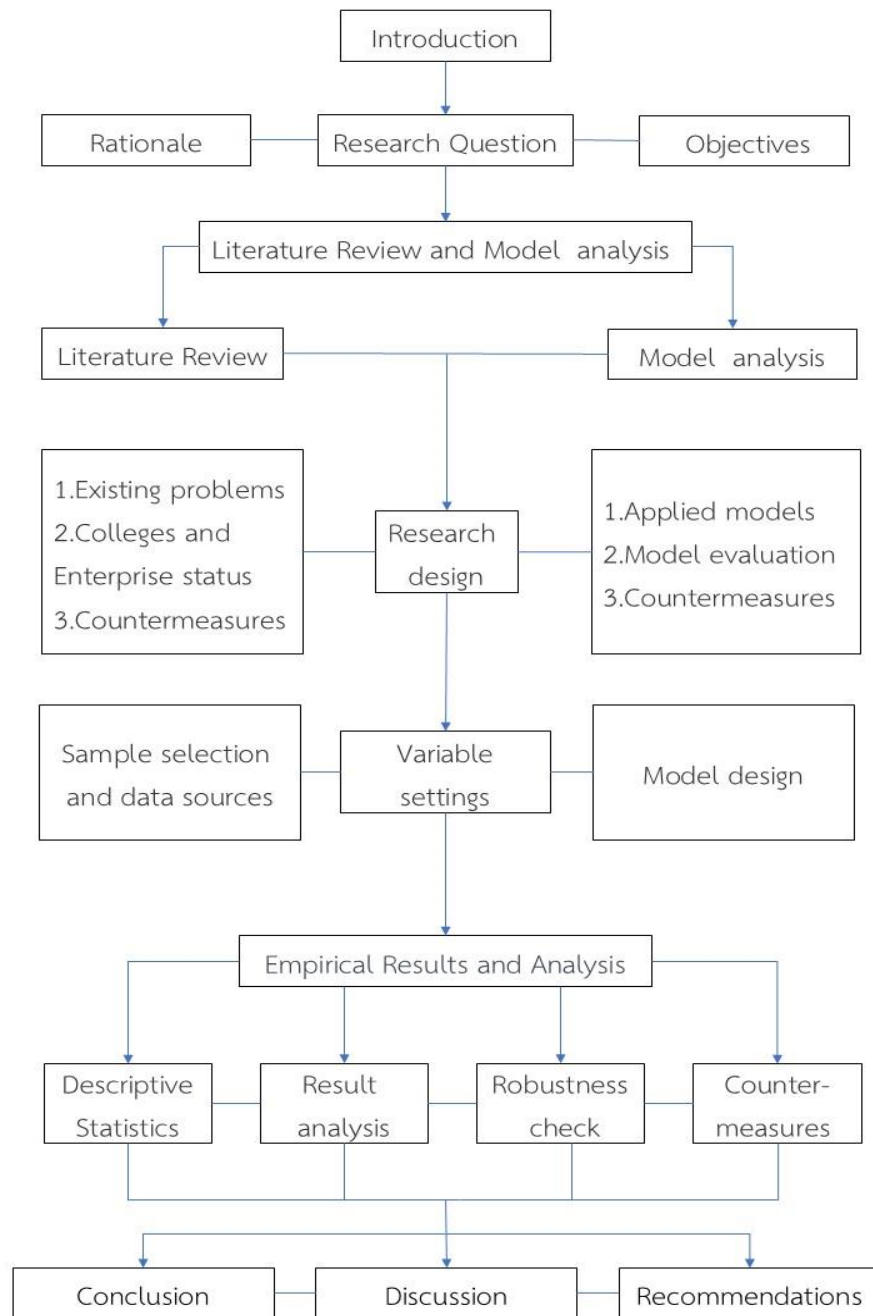 Introduction
Rationale
Research Question
Objectives
Literature Review and Model analysis
Literature Review
Model analysis
1.Existing problems
2.Colleges and
Enterprise status
3.Countermeasures
Research
design
1.Applied models
2.Model evaluation
3.Countermeasures
Sample selection
and data sources
Variable
settings
Model design
Empirical Results and Analysis
Descriptive
Statistics
Result
analysis
Robustness
check
Counter-
measures
Conclusion
Discussion
Recommendations